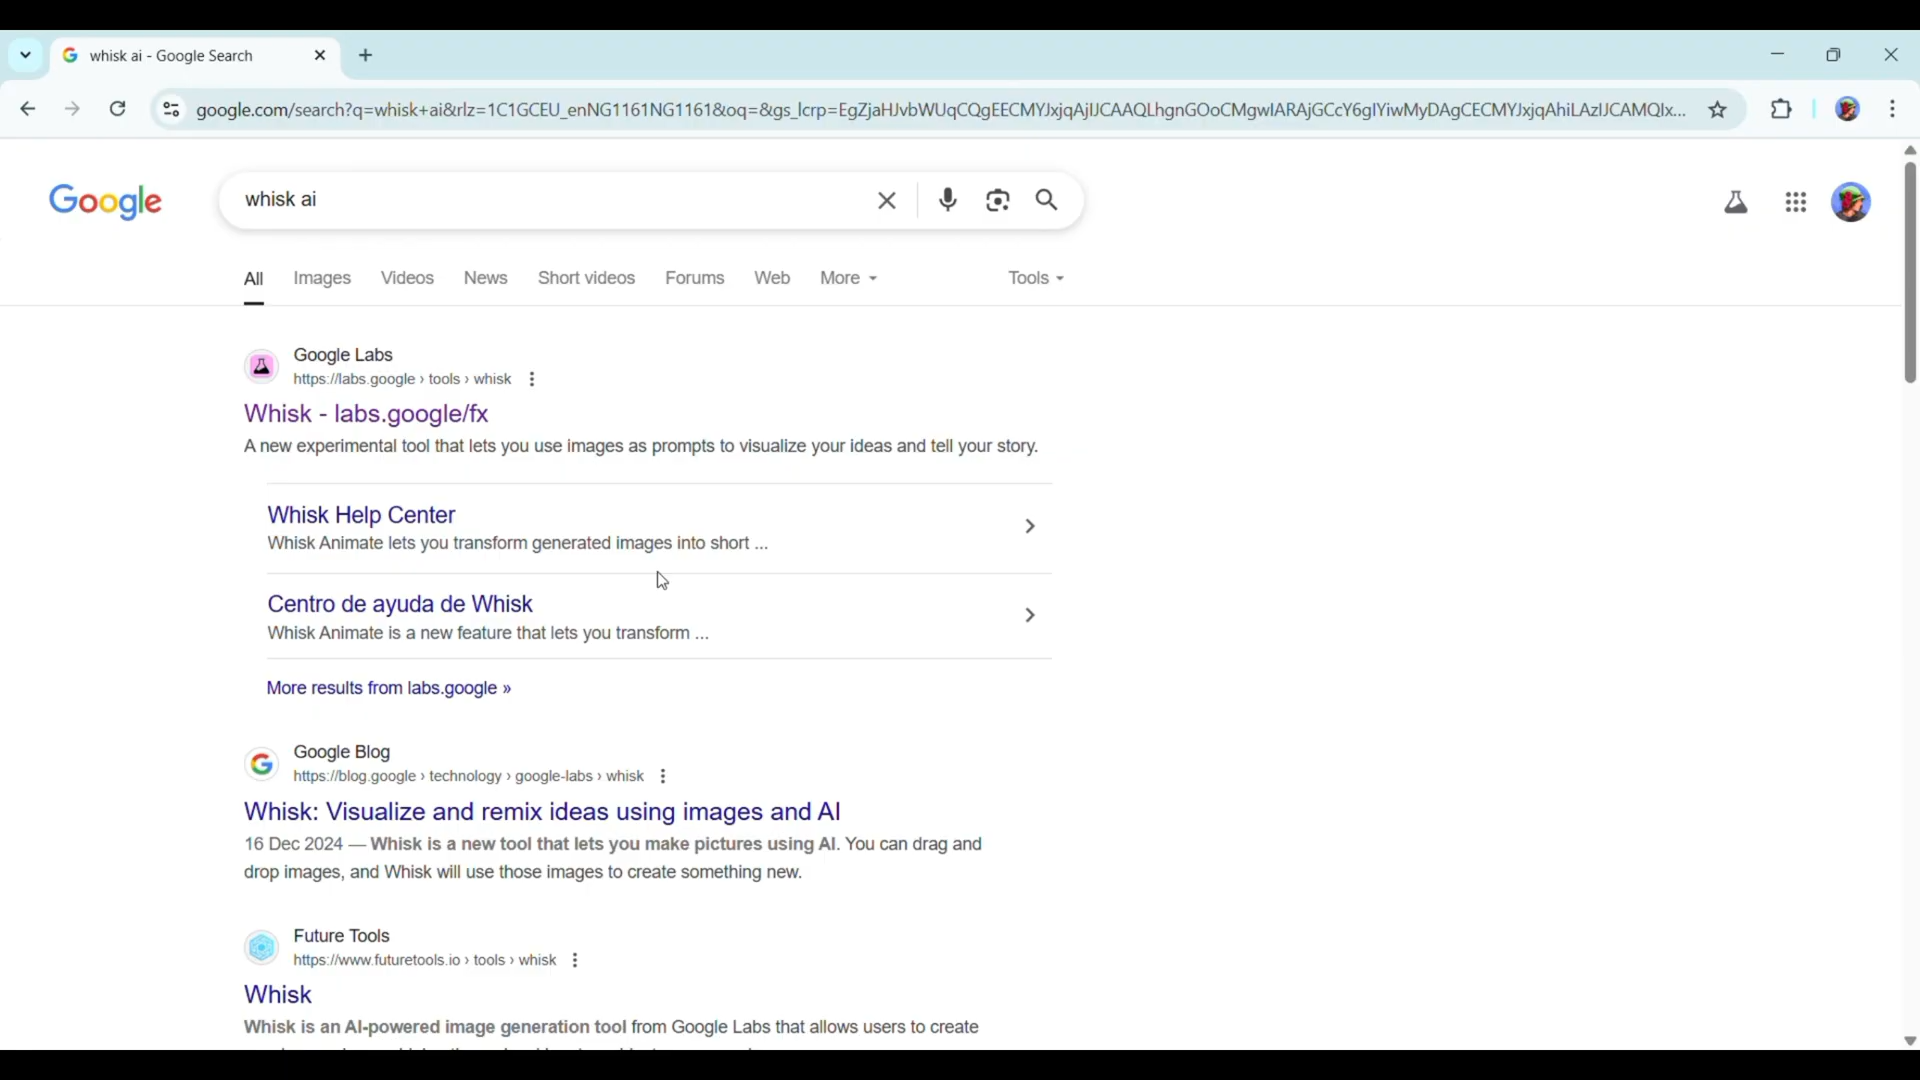 whisk ai - Google Search
google.com/search?q=whisk+ai&rlz=1C1GCEU_enNG1161NG1161&oq=&gs_lcrp=EgZjaHJvbWUqCQgEECMYJxjqAjIJCAAQLhgnGOoCMgwIARAjGCcY6gIYiwMyDAgCECMYJxjqAhiLAzIJCAMQIx...
Google
whisk ai
All Images Videos News Short videos Forums Web More Tools
Google Labs
https://labs.google › tools › whisk
Whisk - labs.google/fx
A new experimental tool that lets you use images as prompts to visualize your ideas and tell your story.
Whisk Help Center
Whisk Animate lets you transform generated images into short ...
Centro de ayuda de Whisk
Whisk Animate is a new feature that lets you transform ...
More results from labs.google »
Google Blog
https://blog.google › technology › google-labs › whisk
Whisk: Visualize and remix ideas using images and AI
16 Dec 2024 — Whisk is a new tool that lets you make pictures using AI. You can drag and
drop images, and Whisk will use those images to create something new.
Future Tools
https://www.futuretools.io › tools › whisk
Whisk
Whisk is an AI-powered image generation tool from Google Labs that allows users to create